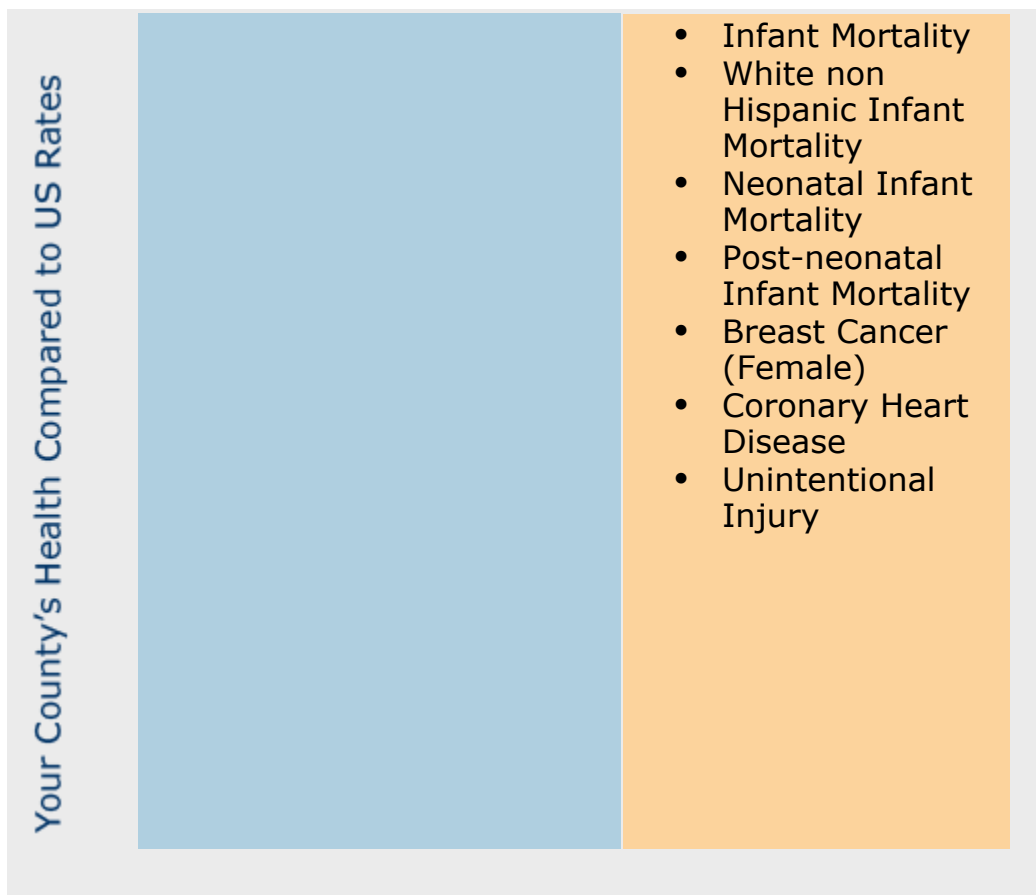 Your County's Health Compared to US Rates
• Infant Mortality
• White non
Hispanic Infant
Mortality
• Neonatal Infant
Mortality
• Post-neonatal
Infant Mortality
• Breast Cancer
(Female)
• Coronary Heart
Disease
• Unintentional
Injury